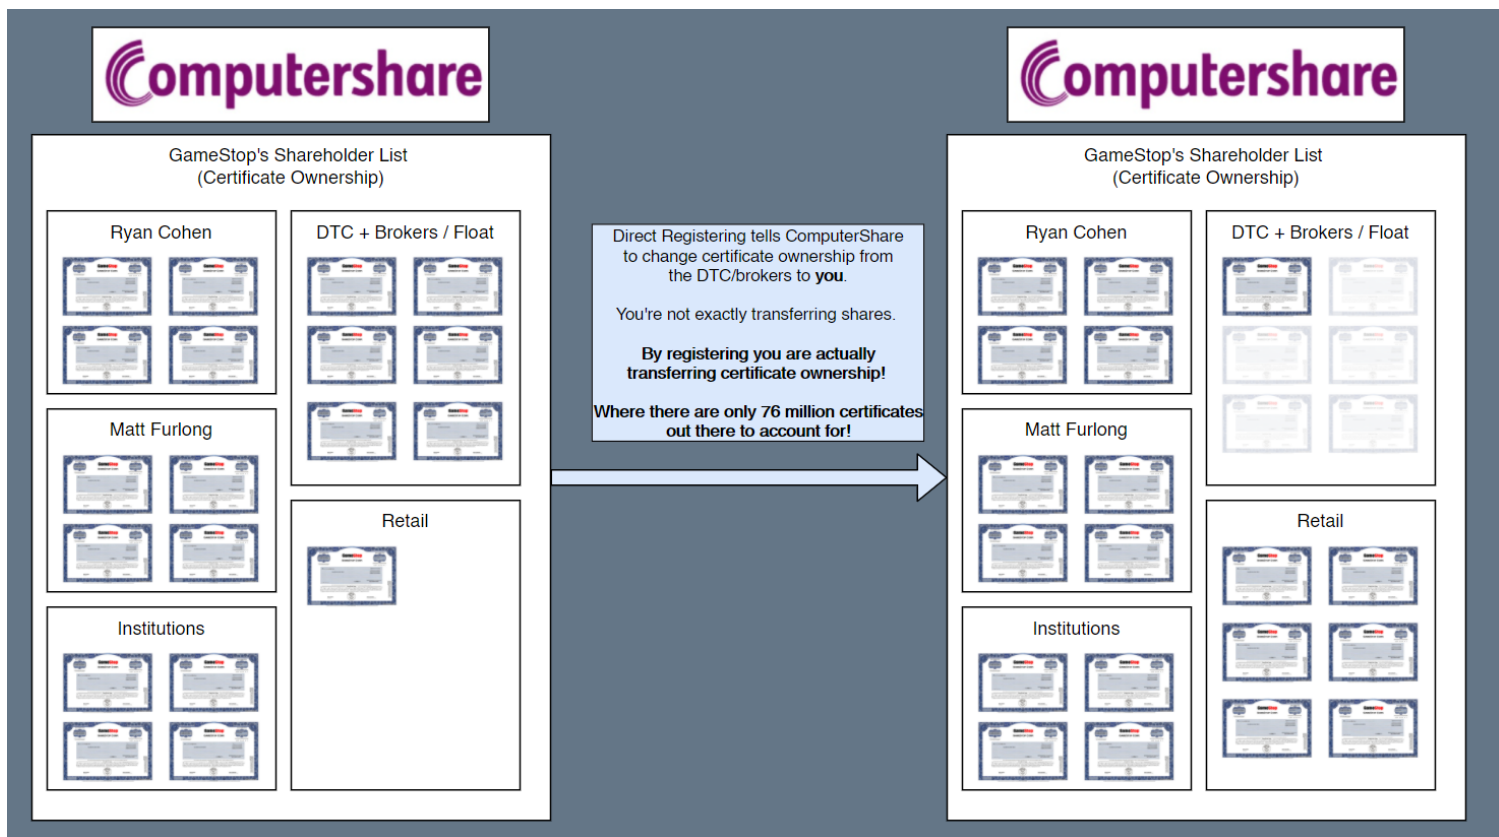 Computershare
GameStop's Shareholder List
(Certificate Ownership)
Ryan Cohen
DTC + Brokers / Float
Matt Furlong
Retail
Institutions
Direct Registering tells ComputerShare
to change certificate ownership from
the DTC/brokers to you.
You're not exactly transferring shares.
By registering you are actually
transferring certificate ownership!
Where there are only 76 million certificates
out there to account for!
Computershare
GameStop's Shareholder List
(Certificate Ownership)
Ryan Cohen
DTC + Brokers / Float
Matt Furlong
Retail
Institutions